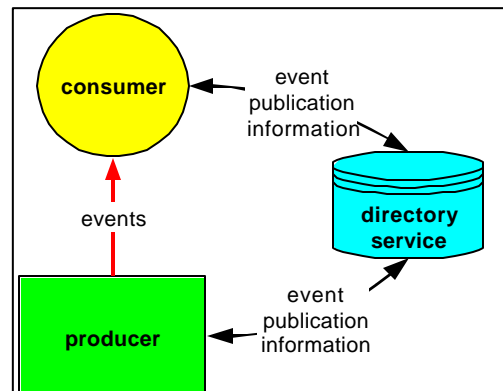 consumer
event
publication
information
events
directory
service
event
publication
information
producer